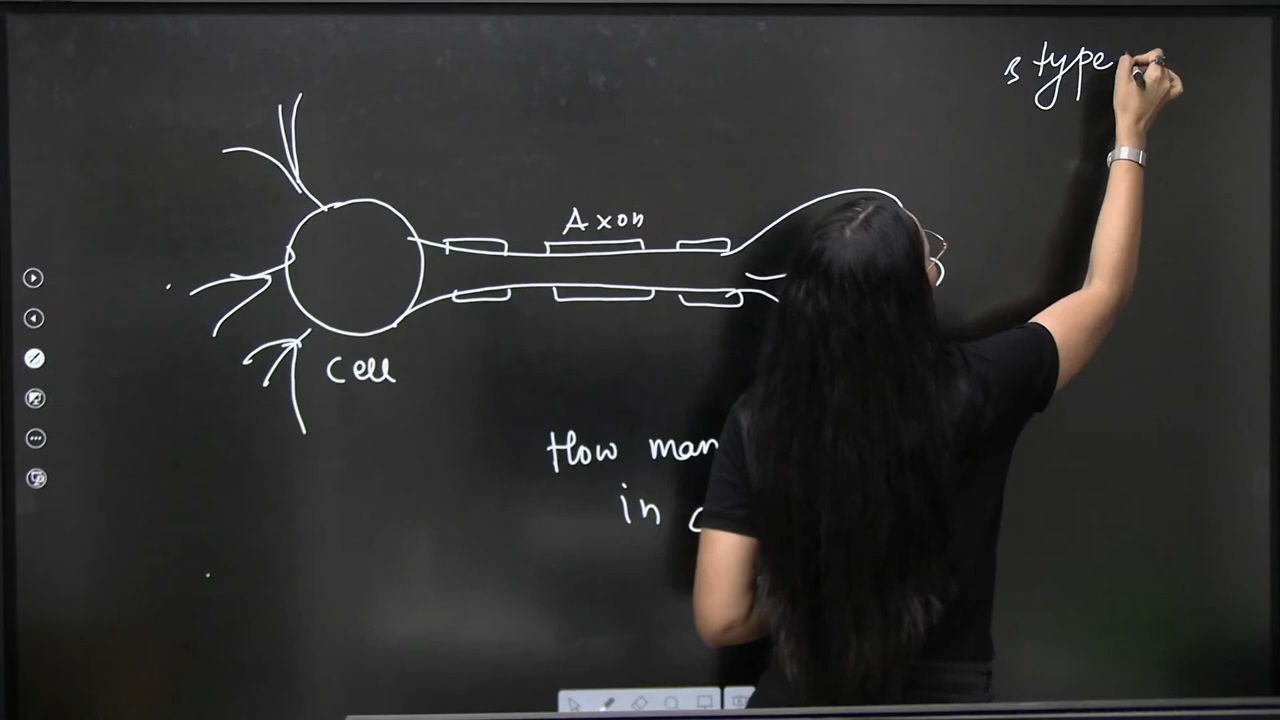 3 type
Axon
Cell
How man
in